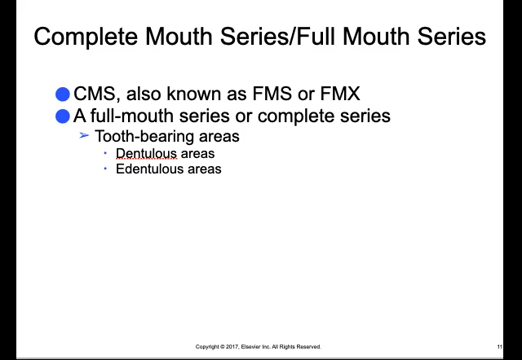 Complete Mouth Series/Full Mouth Series
● CMS, also known as FMS or FMX
● A full-mouth series or complete series
➢ Tooth-bearing areas
• Dentulous areas
• Edentulous areas
Copyright © 2017, Elsevier Inc. All Rights Reserved.
11